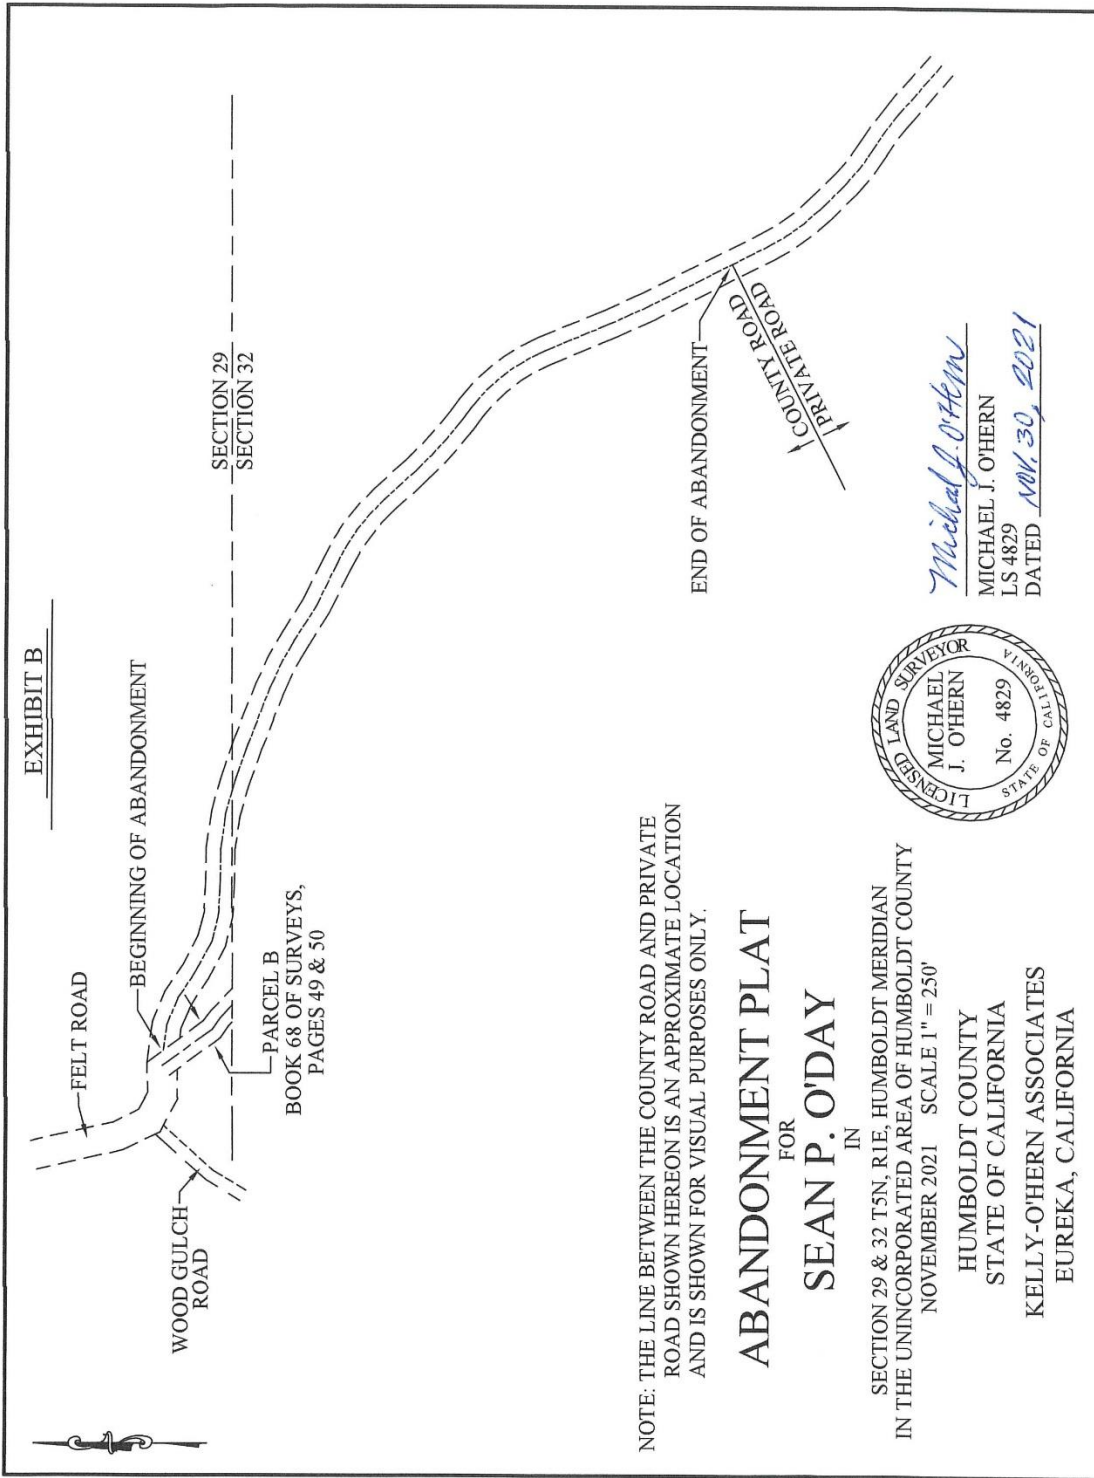 EXHIBIT B
FELT ROAD
BEGINNING OF ABANDONMENT
WOOD GULCH
ROAD
PARCEL B
BOOK 68 OF SURVEYS,
PAGES 49 & 50
SECTION 29
SECTION 32
END OF ABANDONMENT
COUNTY ROAD
PRIVATE ROAD
NOTE: THE LINE BETWEEN THE COUNTY ROAD AND PRIVATE
ROAD SHOWN HEREON IS AN APPROXIMATE LOCATION
AND IS SHOWN FOR VISUAL PURPOSES ONLY.
ABANDONMENT PLAT
FOR
SEAN P. O'DAY
IN
SECTION 29 & 32 T5N, R1E, HUMBOLDT MERIDIAN
IN THE UNINCORPORATED AREA OF HUMBOLDT COUNTY
NOVEMBER 2021 SCALE 1" = 250'
HUMBOLDT COUNTY
STATE OF CALIFORNIA
KELLY-O'HERN ASSOCIATES
EUREKA, CALIFORNIA
LICENSED LAND SURVEYOR
MICHAEL
J. O'HERN
No. 4829
STATE OF CALIFORNIA
Michael J. O'Hern
MICHAEL J. O'HERN
LS 4829
DATED NOV. 30, 2021